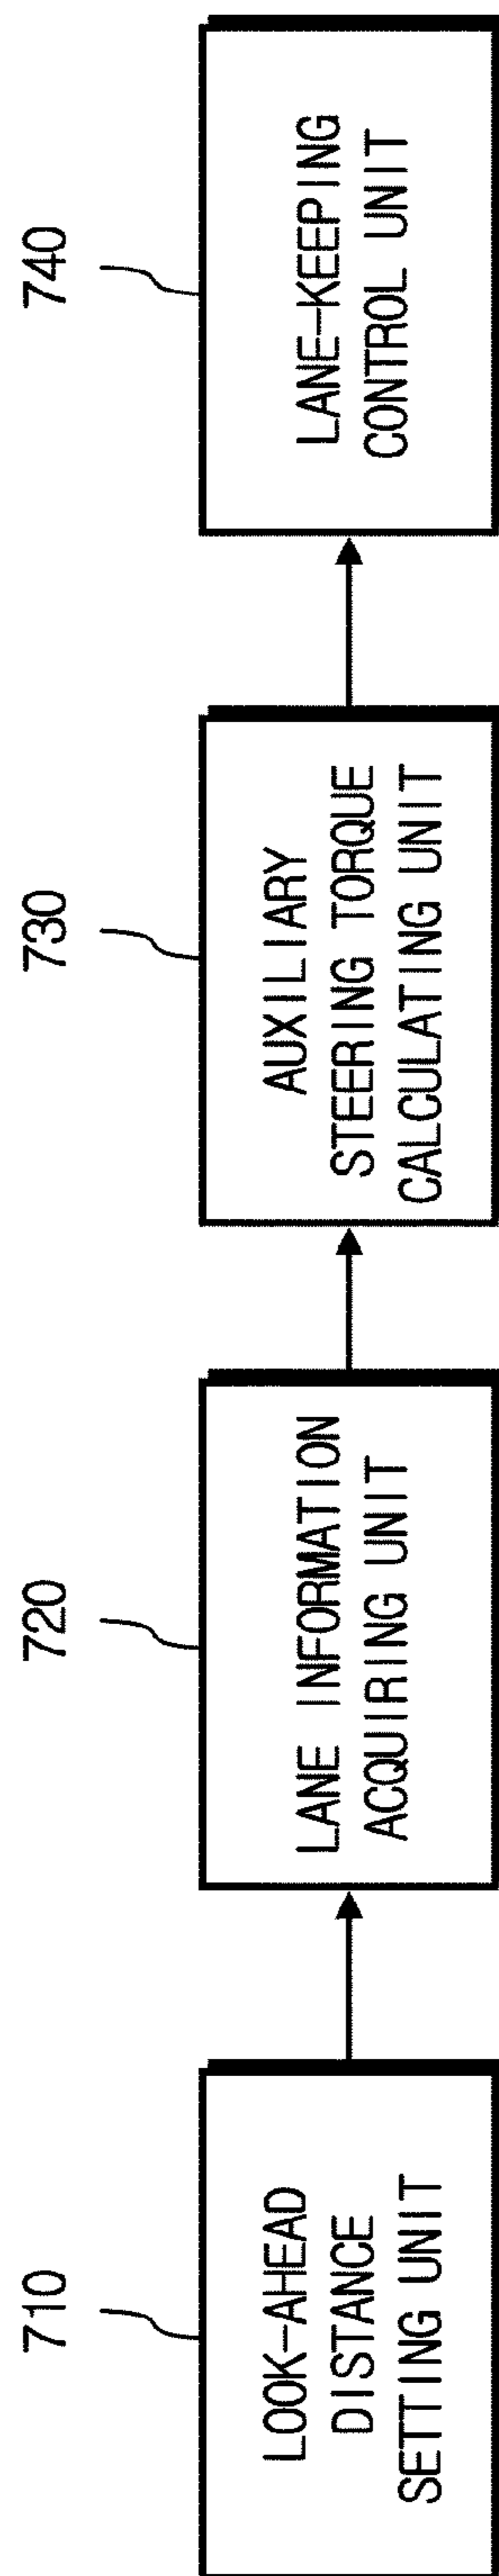 710
LOOK-AHEAD
DISTANCE
SETTING UNIT
720
LANE INFORMATION
ACQUIRING UNIT
730
AUXILIARY
STEERING TORQUE
CALCULATING UNIT
740
LANE-KEEPING
CONTROL UNIT